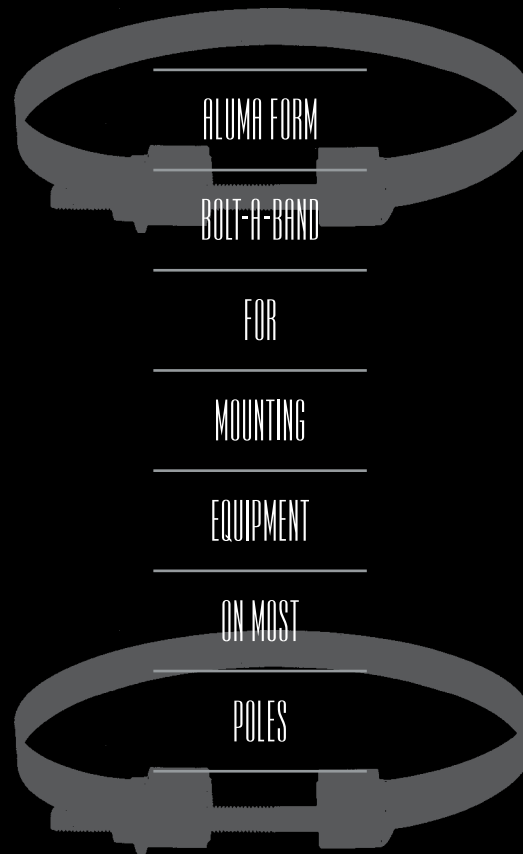 ALUMA FORM
BOLT-A-BAND
FOR
MOUNTING
EQUIPMENT
ON MOST
POLES